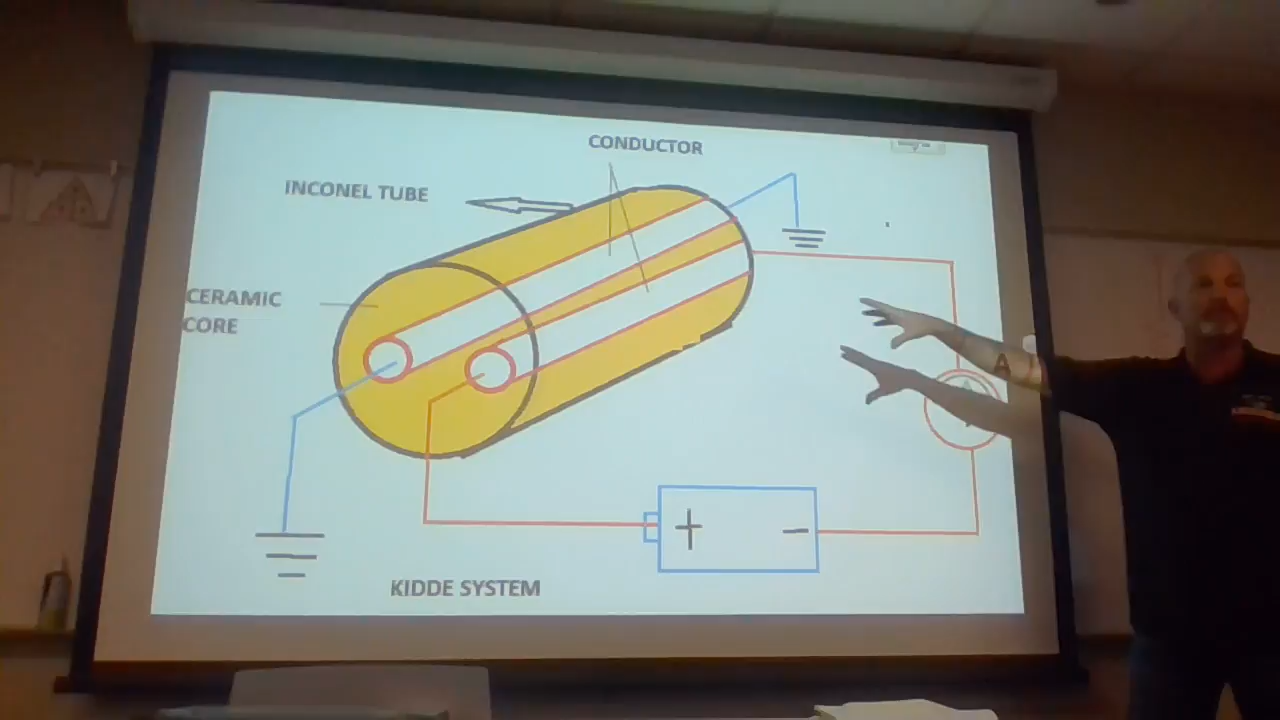 CONDUCTOR
INCONEL TUBE
CERAMIC
CORE
A
+ −
KIDDE SYSTEM